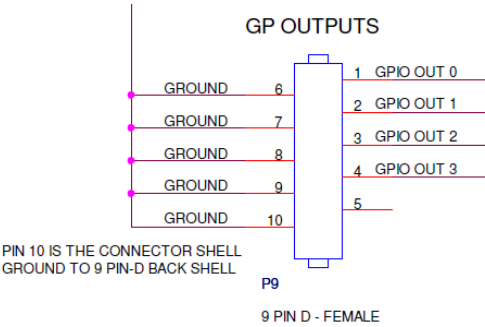 GP OUTPUTS
1 GPIO OUT 0
GROUND 6
2 GPIO OUT 1
GROUND 7
3 GPIO OUT 2
GROUND 8
4 GPIO OUT 3
GROUND 9
5
GROUND 10
PIN 10 IS THE CONNECTOR SHELL
GROUND TO 9 PIN-D BACK SHELL
P9
9 PIN D - FEMALE